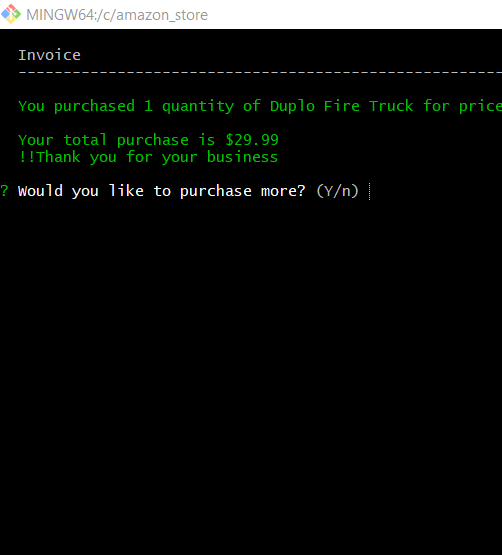 MINGW64:/c/amazon_store
Invoice
--------------------------------------------------------
You purchased 1 quantity of Duplo Fire Truck for price
Your total purchase is $29.99
!!Thank you for your business
? Would you like to purchase more? (Y/n)